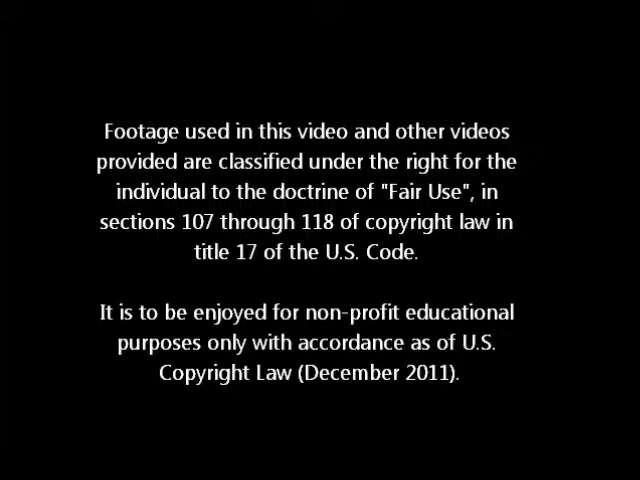 Footage used in this video and other videos
provided are classified under the right for the
individual to the doctrine of "Fair Use", in
sections 107 through 118 of copyright law in
title 17 of the U.S. Code.
It is to be enjoyed for non-profit educational
purposes only with accordance as of U.S.
Copyright Law (December 2011).